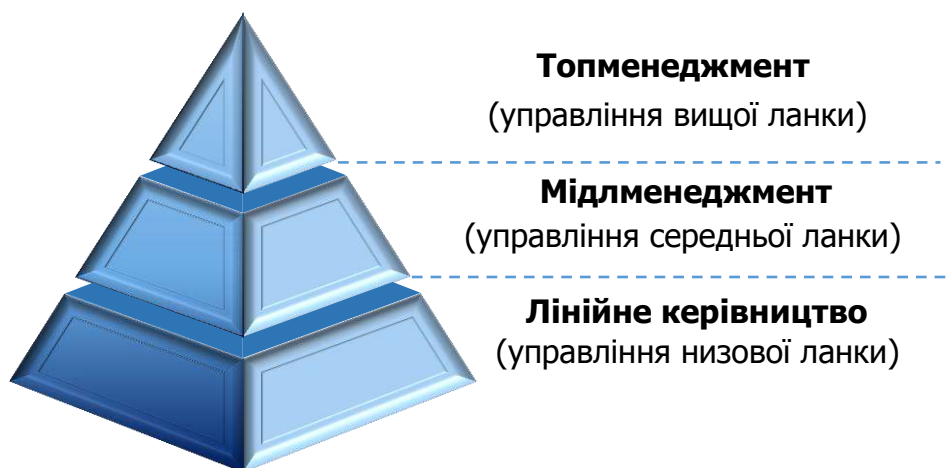 Топменеджмент
(управління вищої ланки)
Мідлменеджмент
(управління середньої ланки)
Лінійне керівництво
(управління низової ланки)